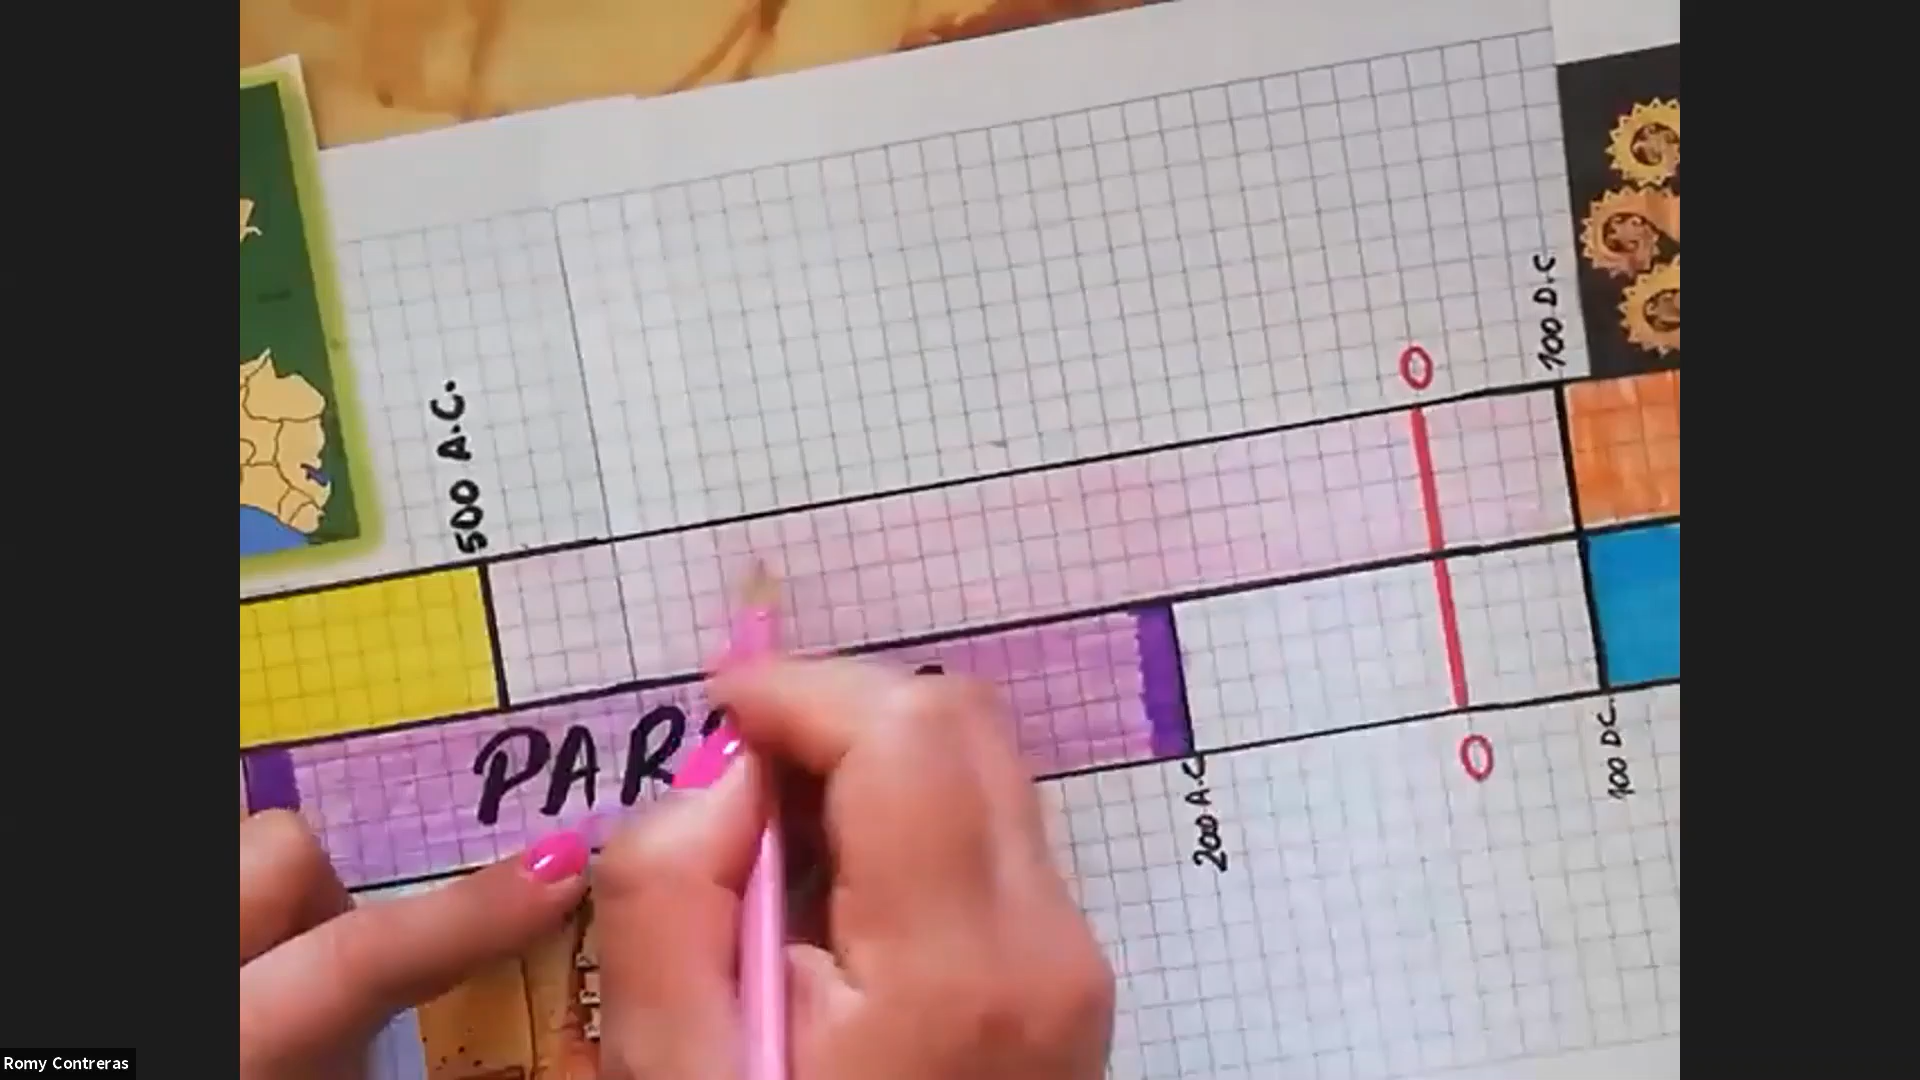 500 A.C.
100 D.C
0
PAR
200 A.C
0
100 D.C.
Romy Contreras